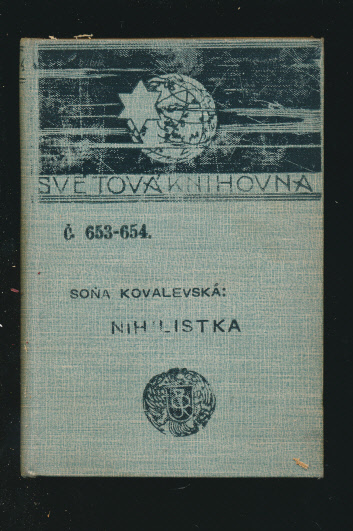 SVĚTOVÁ KNIHOVNA
Č. 653-654.
SOŇA KOVALEVSKÁ:
NIHILISTKA